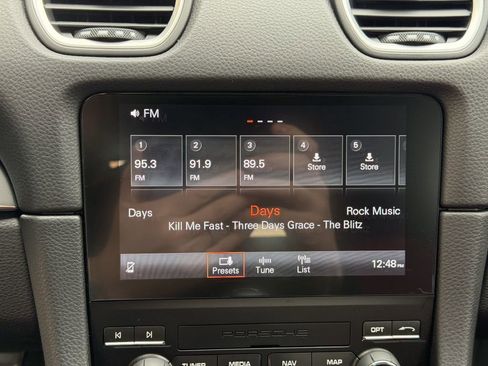 FM
1 2 3 4 5
95.3 91.9 89.5 Store Store
FM FM FM
Days Days Rock Music
Kill Me Fast - Three Days Grace - The Blitz
Presets Tune List 12:48 PM
PORSCHE OPT
TUNER MEDIA NAV MAP